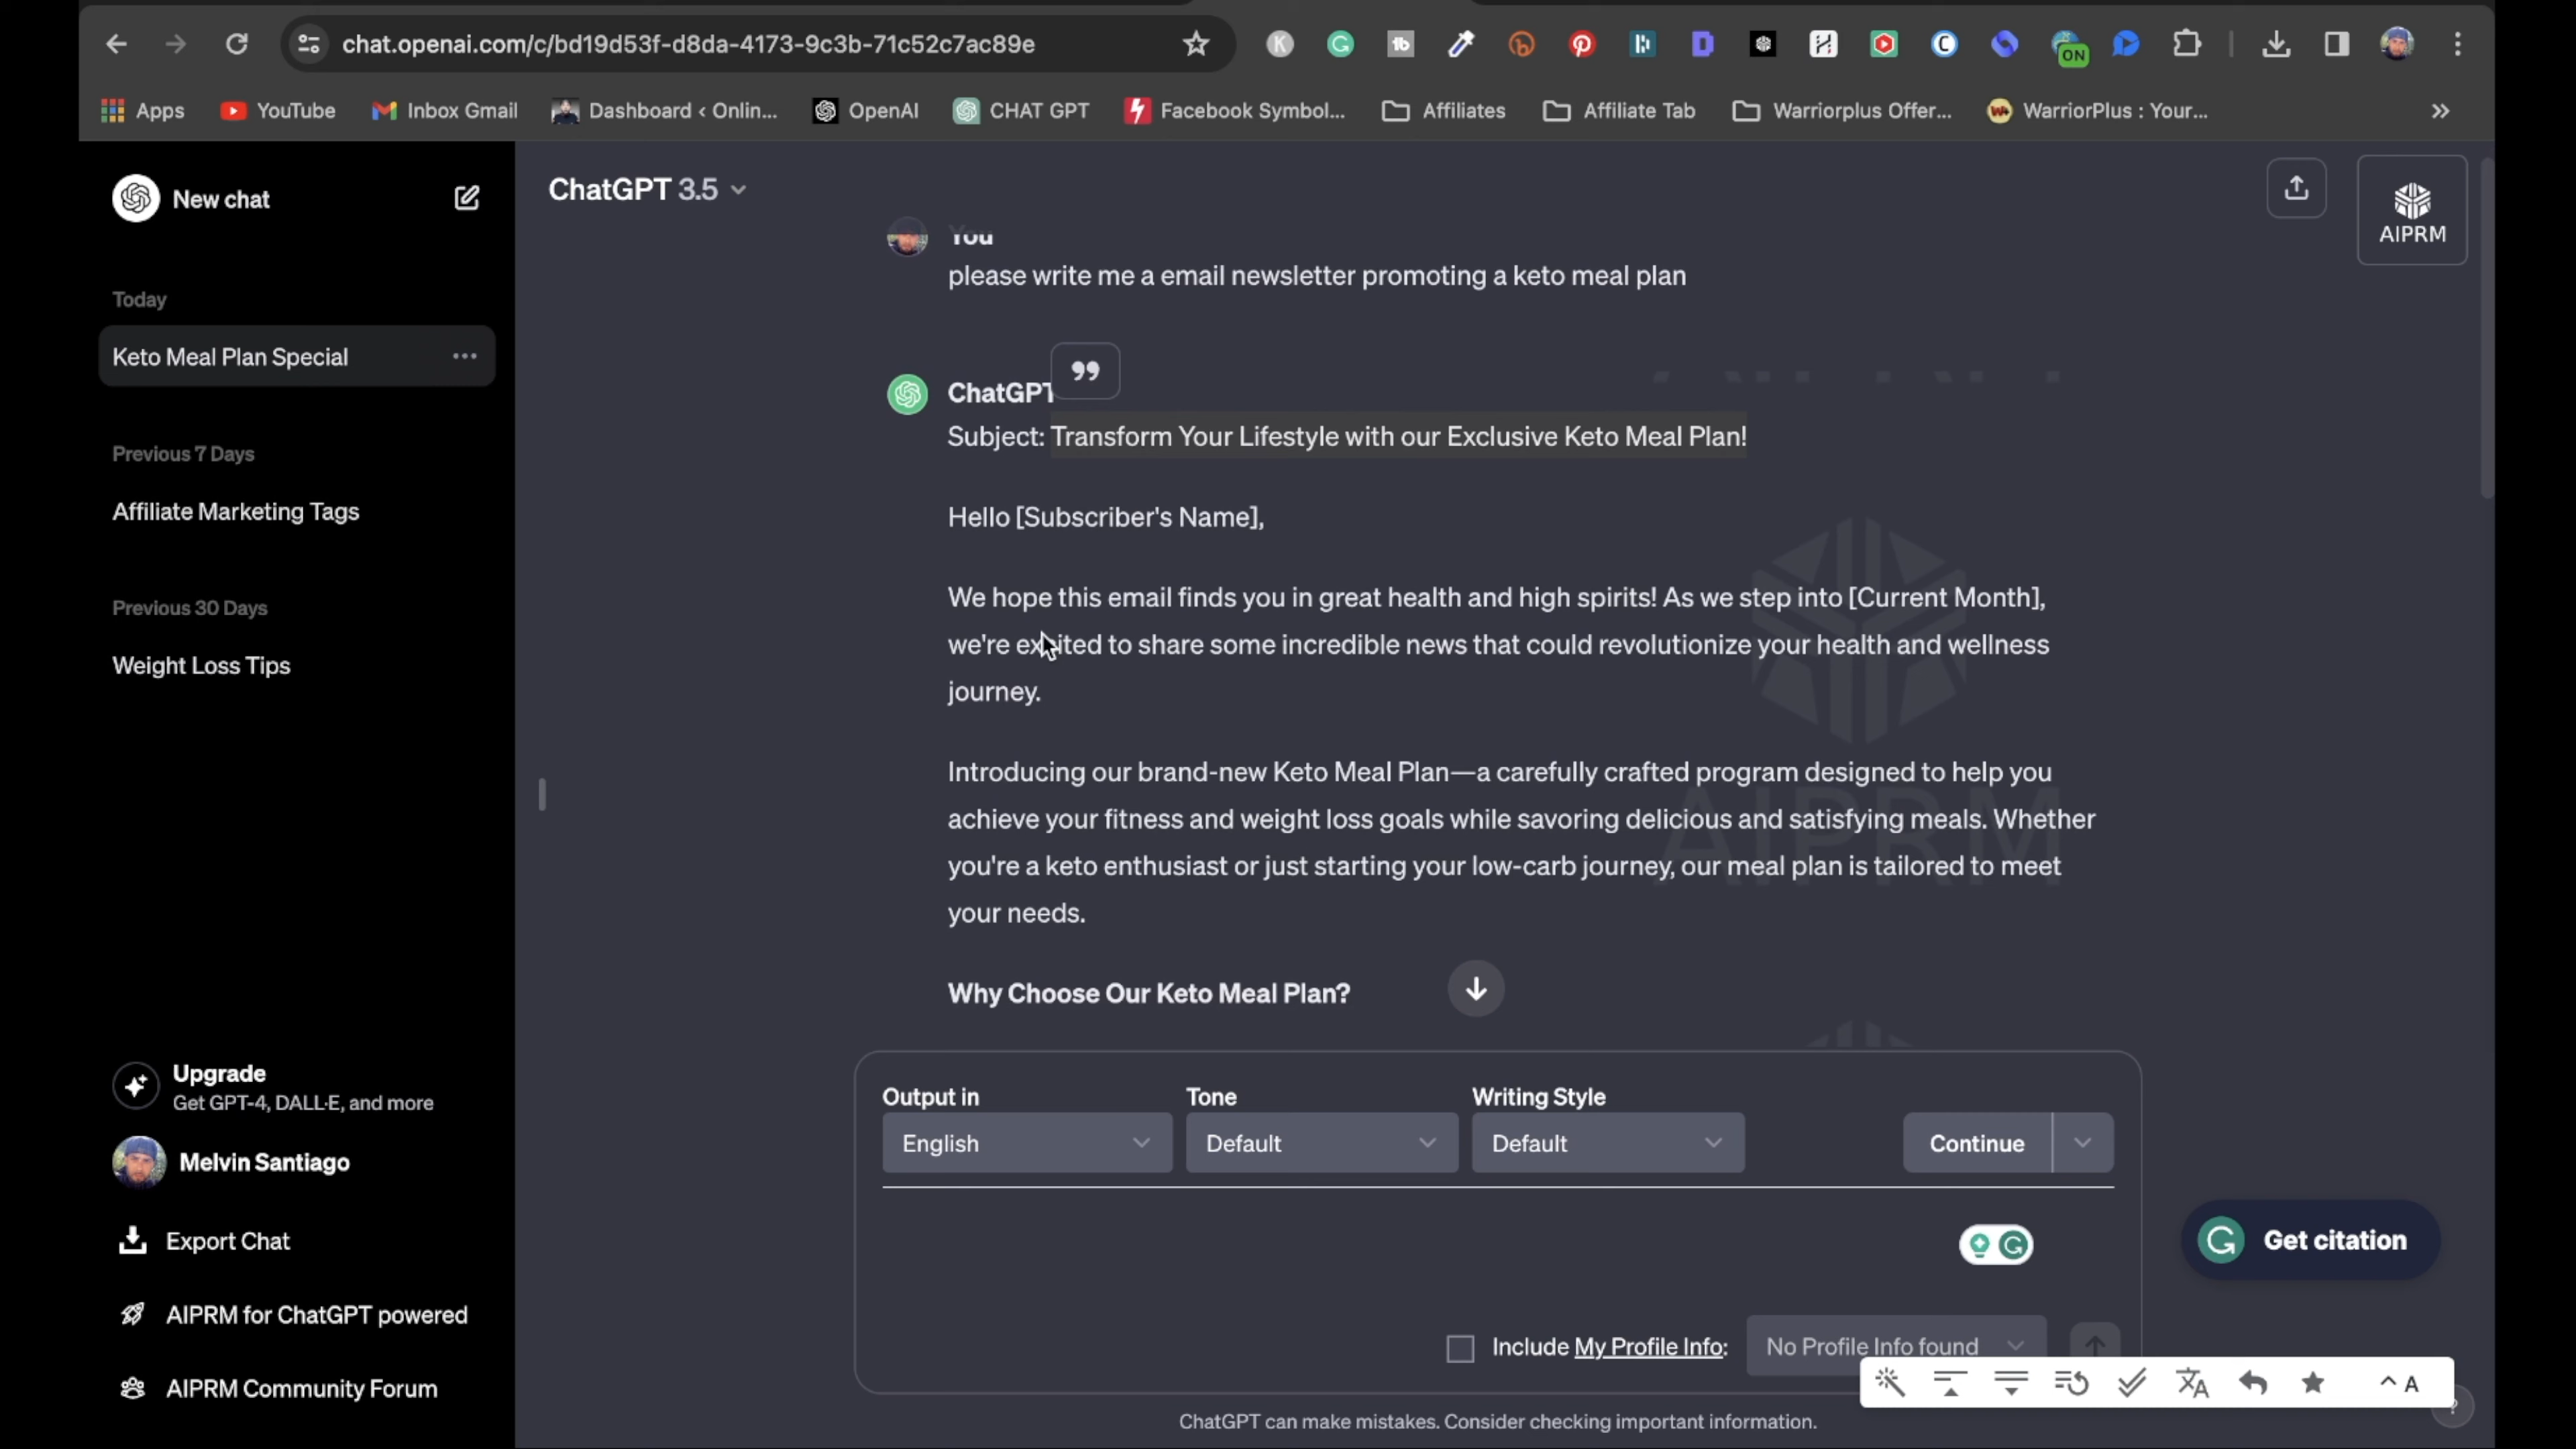 chat.openai.com/c/bd19d53f-d8da-4173-9c3b-71c52c7ac89e
ON
Apps
YouTube
Inbox Gmail
Dashboard ‹ Onlin...
OpenAI
CHAT GPT
Facebook Symbol...
Affiliates
Affiliate Tab
Warriorplus Offer...
WarriorPlus : Your...
New chat
Today
Keto Meal Plan Special
Previous 7 Days
Affiliate Marketing Tags
Previous 30 Days
Weight Loss Tips
Upgrade
Get GPT-4, DALL·E, and more
Melvin Santiago
Export Chat
AIPRM for ChatGPT powered
AIPRM Community Forum
ChatGPT 3.5
AIPRM
You
please write me a email newsletter promoting a keto meal plan
ChatGPT
Subject: Transform Your Lifestyle with our Exclusive Keto Meal Plan!
Hello [Subscriber's Name],
We hope this email finds you in great health and high spirits! As we step into [Current Month],
we're excited to share some incredible news that could revolutionize your health and wellness
journey.
Introducing our brand-new Keto Meal Plan—a carefully crafted program designed to help you
achieve your fitness and weight loss goals while savoring delicious and satisfying meals. Whether
you're a keto enthusiast or just starting your low-carb journey, our meal plan is tailored to meet
your needs.
AIPRM
Why Choose Our Keto Meal Plan?
Output in
Tone
Writing Style
English
Default
Default
Continue
Get citation
Include My Profile Info:
No Profile Info found
A
ChatGPT can make mistakes. Consider checking important information.